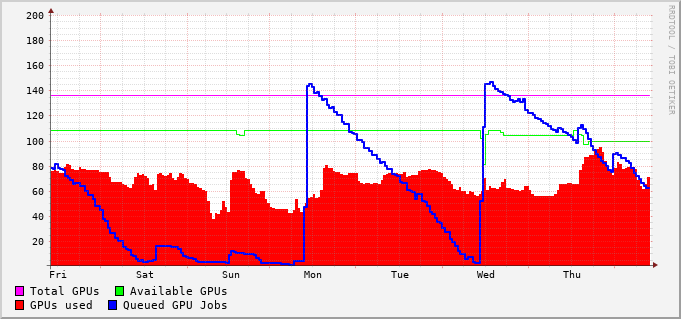 200
180
160
140
120
100
80
60
40
20
Fri Sat Sun Mon Tue Wed Thu
Total GPUs Available GPUs
GPUs used Queued GPU Jobs
RRDTOOL / TOBI OETIKER